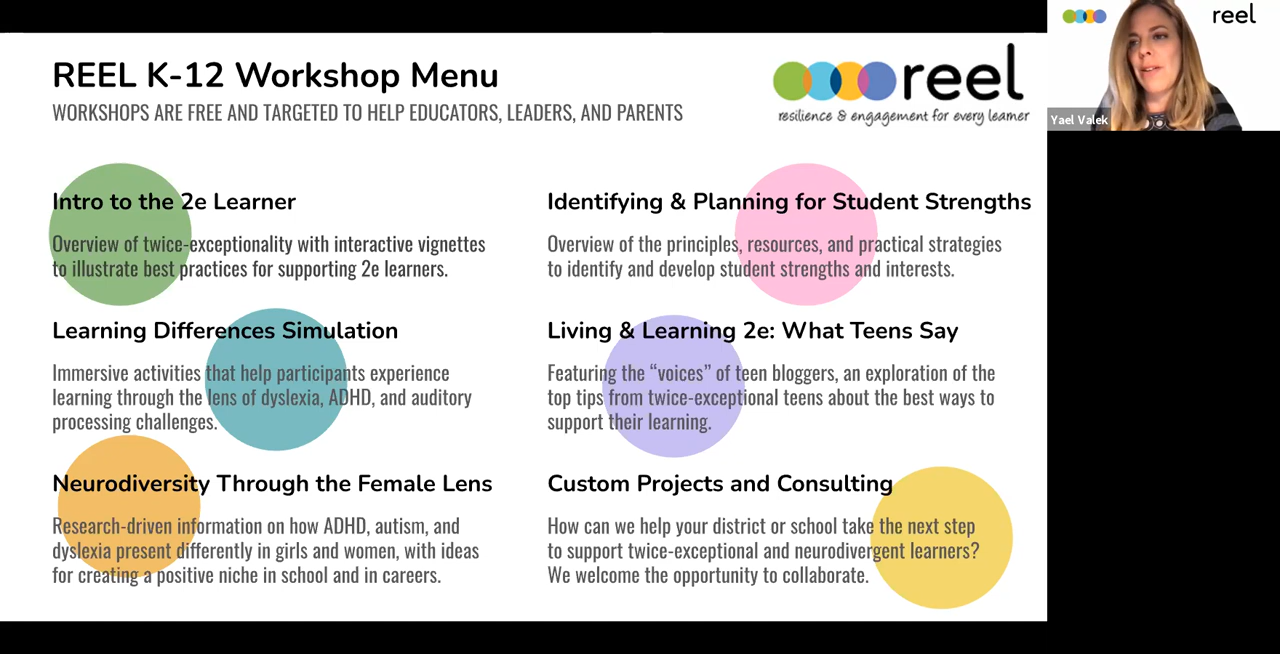 REEL K-12 Workshop Menu
WORKSHOPS ARE FREE AND TARGETED TO HELP EDUCATORS, LEADERS, AND PARENTS
reel
resilience & engagement for every learner
Intro to the 2e Learner
Overview of twice-exceptionality with interactive vignettes
to illustrate best practices for supporting 2e learners.
Learning Differences Simulation
Immersive activities that help participants experience
learning through the lens of dyslexia, ADHD, and auditory
processing challenges.
Neurodiversity Through the Female Lens
Research-driven information on how ADHD, autism, and
dyslexia present differently in girls and women, with ideas
for creating a positive niche in school and in careers.
Identifying & Planning for Student Strengths
Overview of the principles, resources, and practical strategies
to identify and develop student strengths and interests.
Living & Learning 2e: What Teens Say
Featuring the “voices” of teen bloggers, an exploration of the
top tips from twice-exceptional teens about the best ways to
support their learning.
Custom Projects and Consulting
How can we help your district or school take the next step
to support twice-exceptional and neurodivergent learners?
We welcome the opportunity to collaborate.
reel
Yael Valek